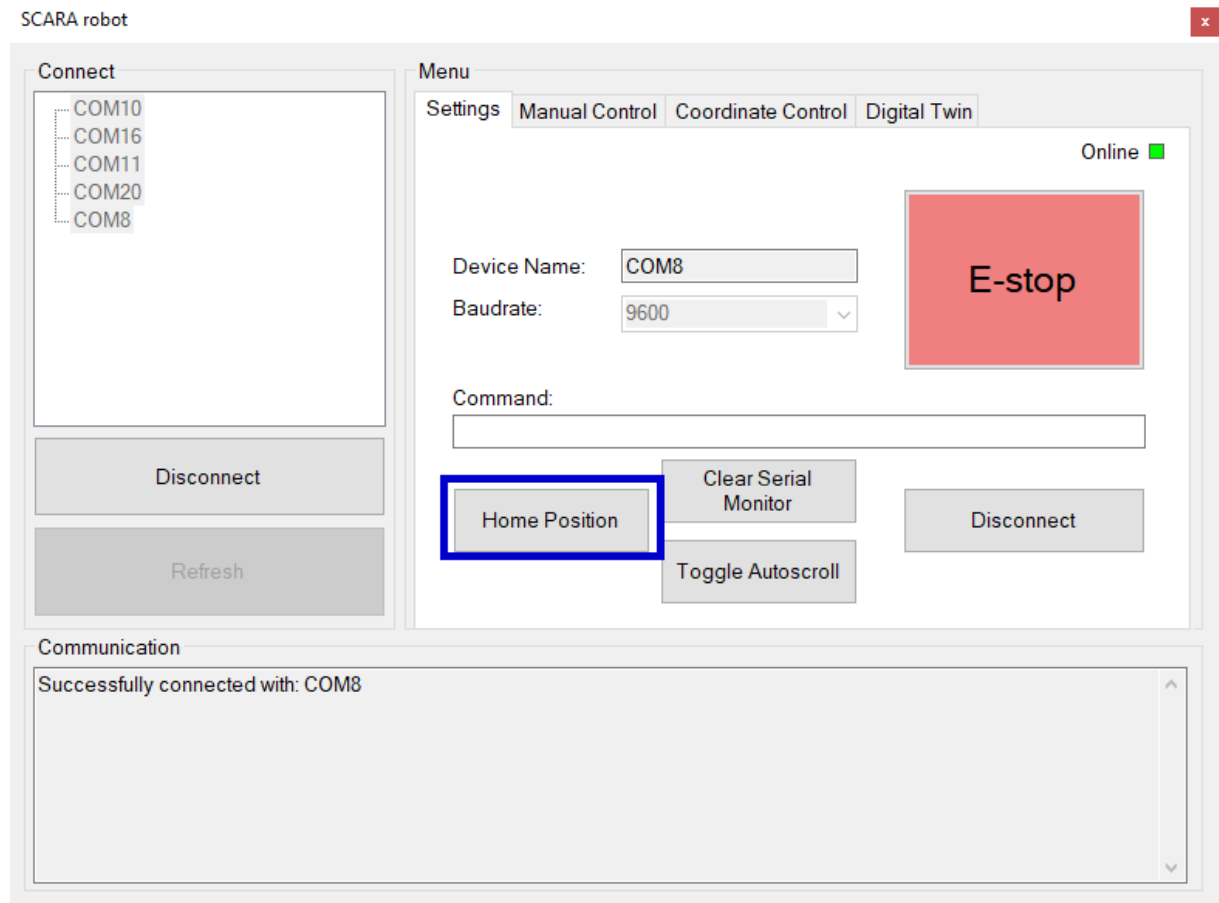 SCARA robot
x
Connect
COM10
COM16
COM11
COM20
COM8
Disconnect
Refresh
Menu
Settings
Manual Control
Coordinate Control
Digital Twin
Online
Device Name:
COM8
E-stop
Baudrate:
9600
Command:
Home Position
Clear Serial
Monitor
Toggle Autoscroll
Disconnect
Communication
Successfully connected with: COM8